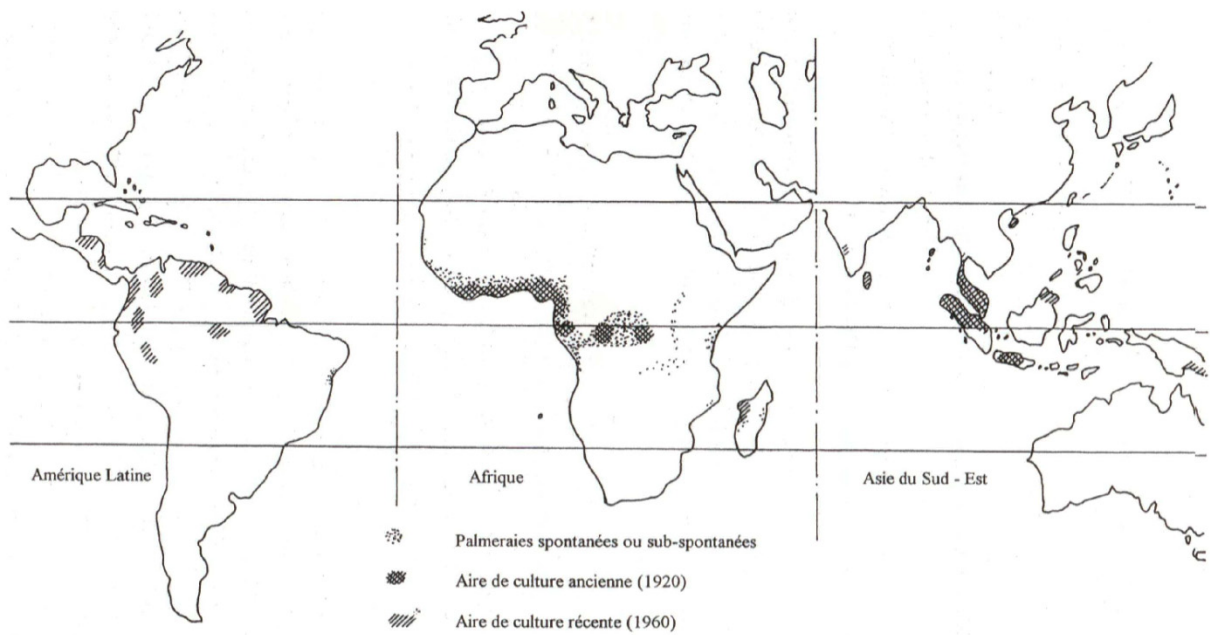 Amérique Latine
Afrique
Asie du Sud - Est
Palmeraies spontanées ou sub-spontanées
Aire de culture ancienne (1920)
Aire de culture récente (1960)